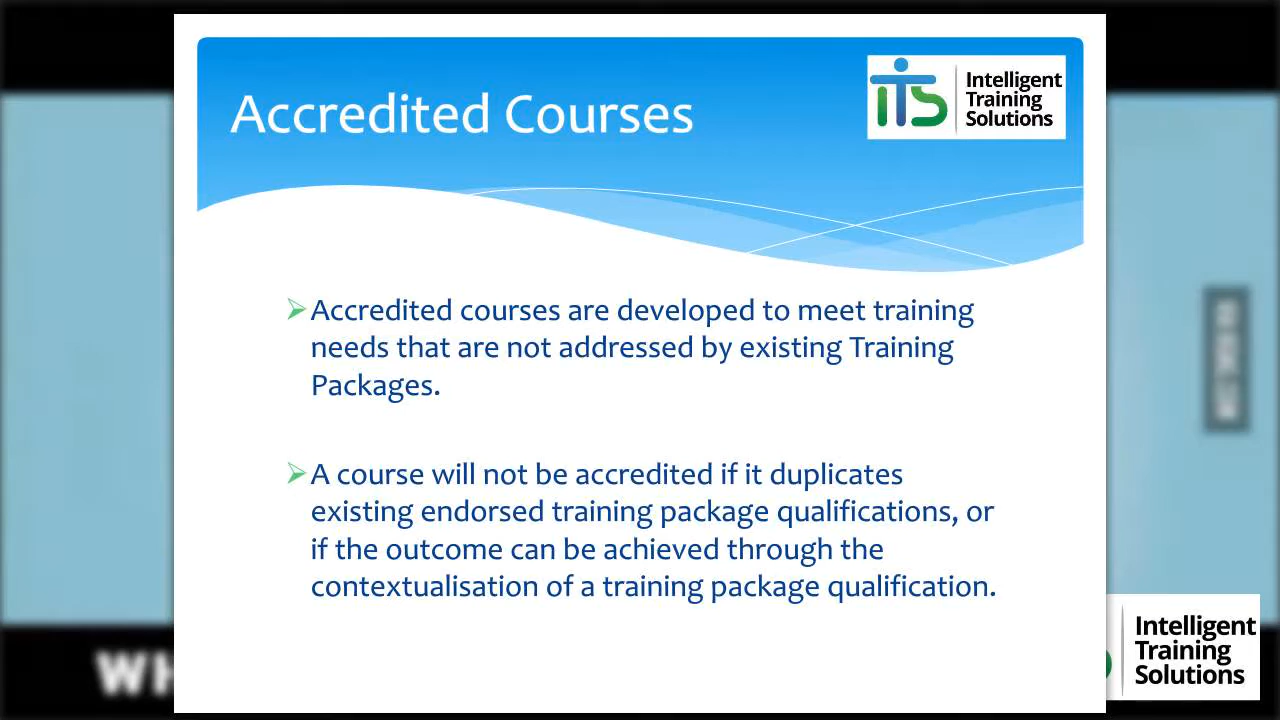 Accredited Courses
iTS
Intelligent
Training
Solutions
Accredited courses are developed to meet training
needs that are not addressed by existing Training
Packages.
A course will not be accredited if it duplicates
existing endorsed training package qualifications, or
if the outcome can be achieved through the
contextualisation of a training package qualification.
Intelligent
Training
Solutions
WH